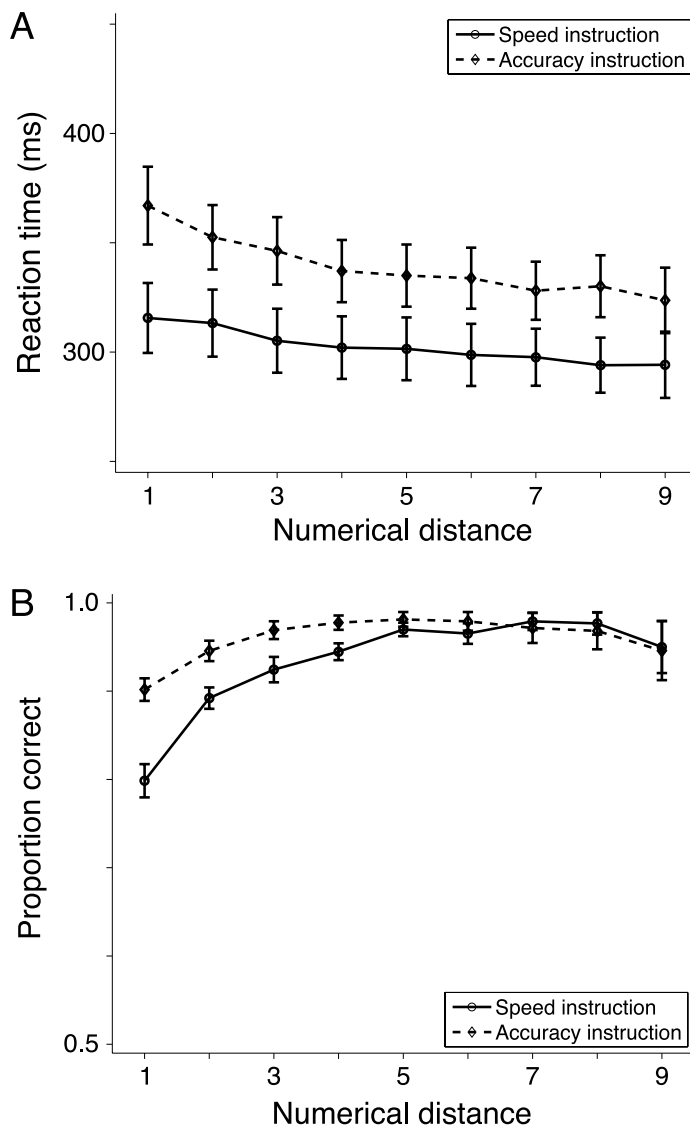 A
Speed instruction
Accuracy instruction
400
300
Reaction time (ms)
1 3 5 7 9
Numerical distance
B
1.0
0.5
Proportion correct
Speed instruction
Accuracy instruction
1 3 5 7 9
Numerical distance